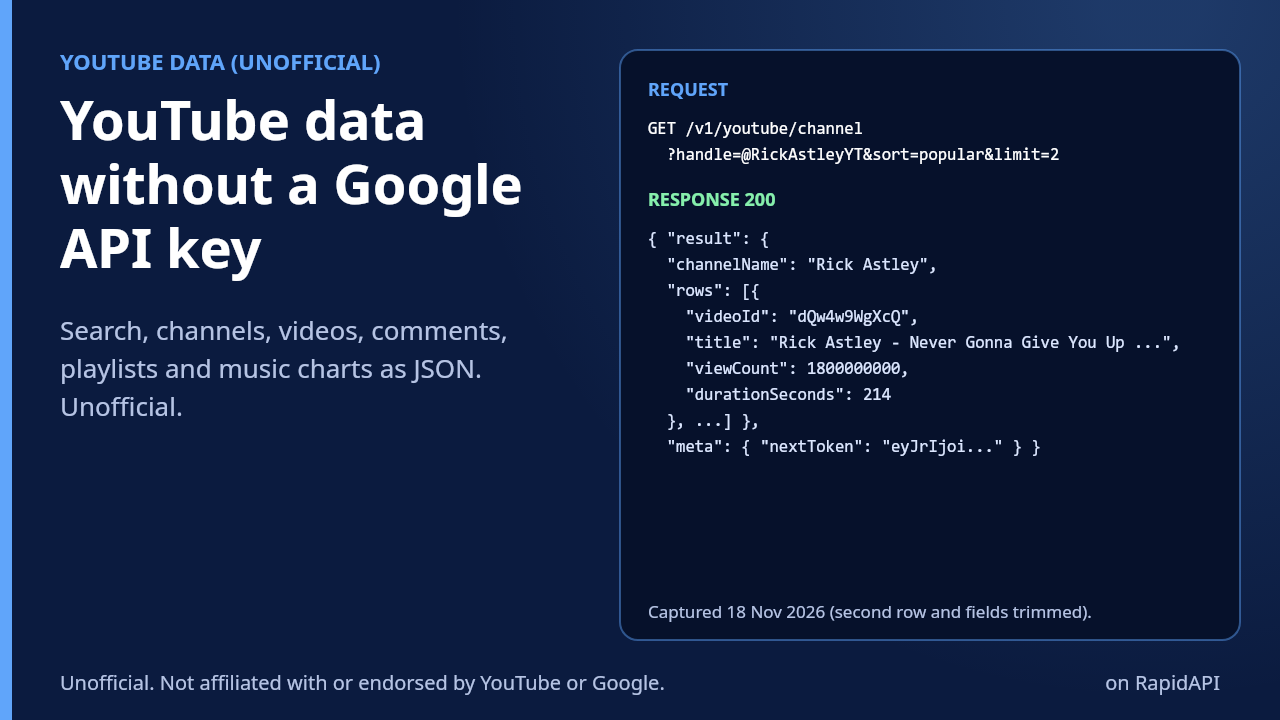 YOUTUBE DATA (UNOFFICIAL)
YouTube data
without a Google
API key
Search, channels, videos, comments,
playlists and music charts as JSON.
Unofficial.
REQUEST
GET /v1/youtube/channel
?handle=@RickAstleyYT&sort=popular&limit=2
RESPONSE 200
{ "result": {
"channelName": "Rick Astley",
"rows": [{
"videoId": "dQw4w9WgXcQ",
"title": "Rick Astley - Never Gonna Give You Up ...",
"viewCount": 1800000000,
"durationSeconds": 214
}, ...] },
"meta": { "nextToken": "eyJrIjoi..." } }
Captured 18 Nov 2026 (second row and fields trimmed).
Unofficial. Not affiliated with or endorsed by YouTube or Google.
on RapidAPI